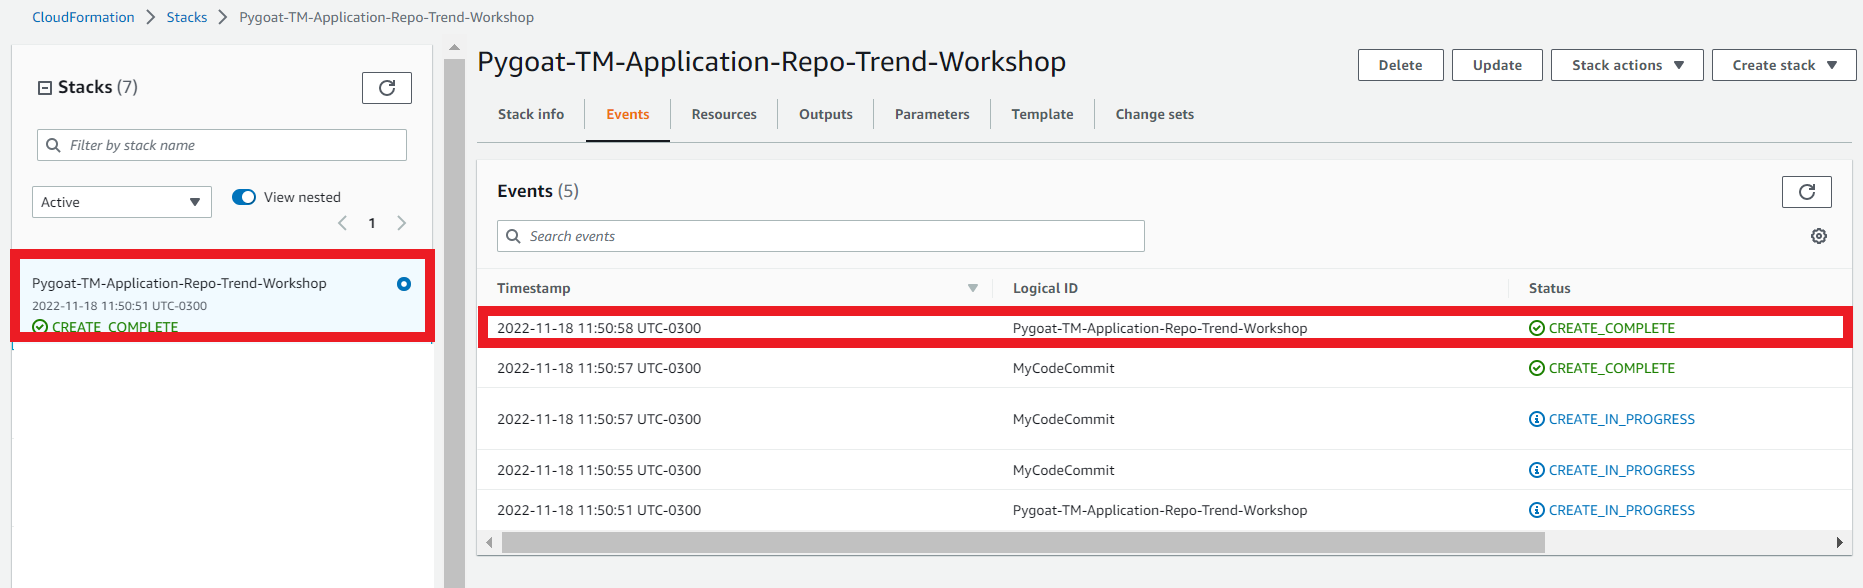 CloudFormation > Stacks > Pygoat-TM-Application-Repo-Trend-Workshop
Stacks (7)
Filter by stack name
Active
View nested
1
Pygoat-TM-Application-Repo-Trend-Workshop
2022-11-18 11:50:51 UTC-0300
CREATE_COMPLETE
Pygoat-TM-Application-Repo-Trend-Workshop
Delete Update Stack actions Create stack
Stack info Events Resources Outputs Parameters Template Change sets
Events (5)
Search events
Timestamp Logical ID Status
2022-11-18 11:50:58 UTC-0300 Pygoat-TM-Application-Repo-Trend-Workshop CREATE_COMPLETE
2022-11-18 11:50:57 UTC-0300 MyCodeCommit CREATE_COMPLETE
2022-11-18 11:50:57 UTC-0300 MyCodeCommit CREATE_IN_PROGRESS
2022-11-18 11:50:55 UTC-0300 MyCodeCommit CREATE_IN_PROGRESS
2022-11-18 11:50:51 UTC-0300 Pygoat-TM-Application-Repo-Trend-Workshop CREATE_IN_PROGRESS